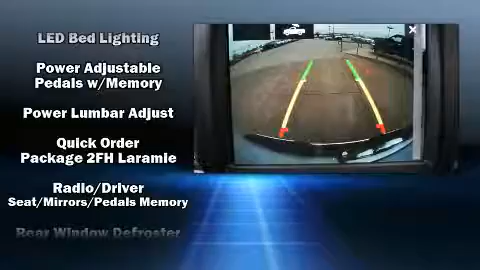 LED Bed Lighting
Power Adjustable
Pedals w/Memory
Power Lumbar Adjust
Quick Order
Package 2FH Laramie
Radio/Driver
Seat/Mirrors/Pedals Memory
Rear Window Defroster